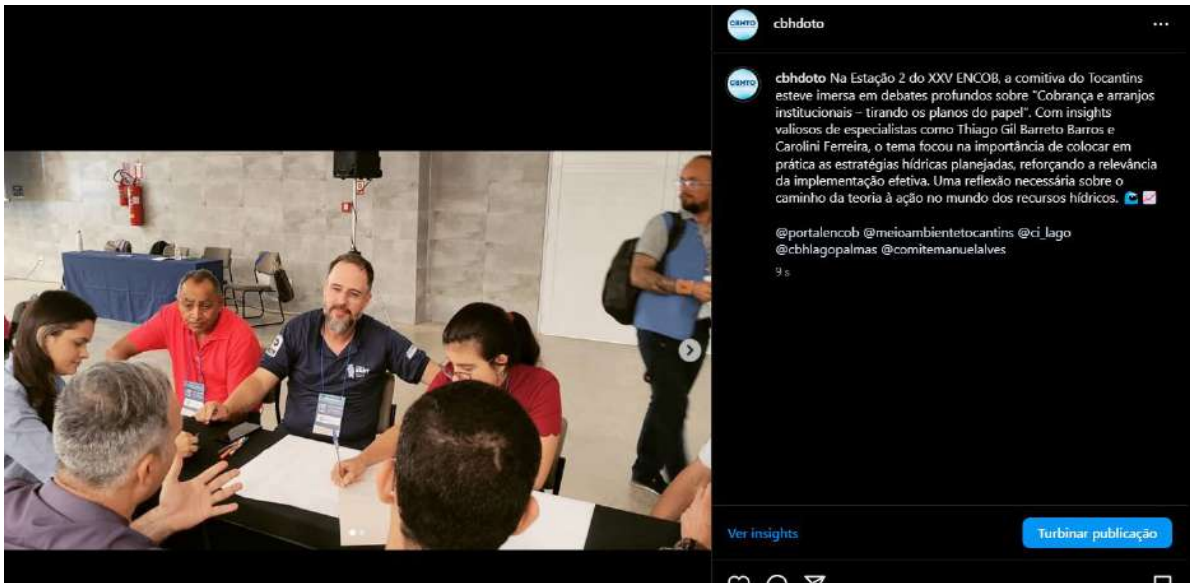 CBHTO
cbhdoto
CBHTO
cbhdoto Na Estação 2 do XXV ENCOB, a comitiva do Tocantins
esteve imersa em debates profundos sobre "Cobrança e arranjos
institucionais – tirando os planos do papel". Com insights
valiosos de especialistas como Thiago Gil Barreto Barros e
Carolini Ferreira, o tema focou na importância de colocar em
prática as estratégias hídricas planejadas, reforçando a relevância
da implementação efetiva. Uma reflexão necessária sobre o
caminho da teoria à ação no mundo dos recursos hídricos.
@portalencob @meioambientetocantins @ci_lago
@cbhlagopalmas @comitemanuelalves
9 s
Ver insights
Turbinar publicação